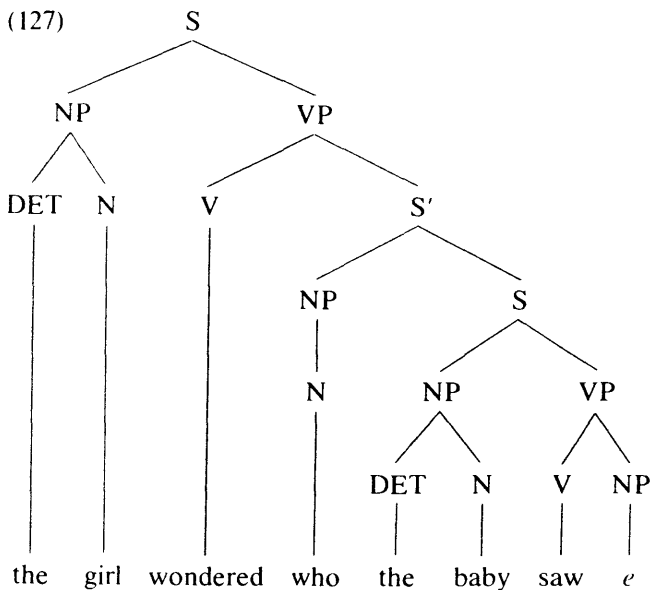 (127) S
NP VP
DET N V S′
NP S
N NP VP
DET N V NP
the girl wondered who the baby saw e